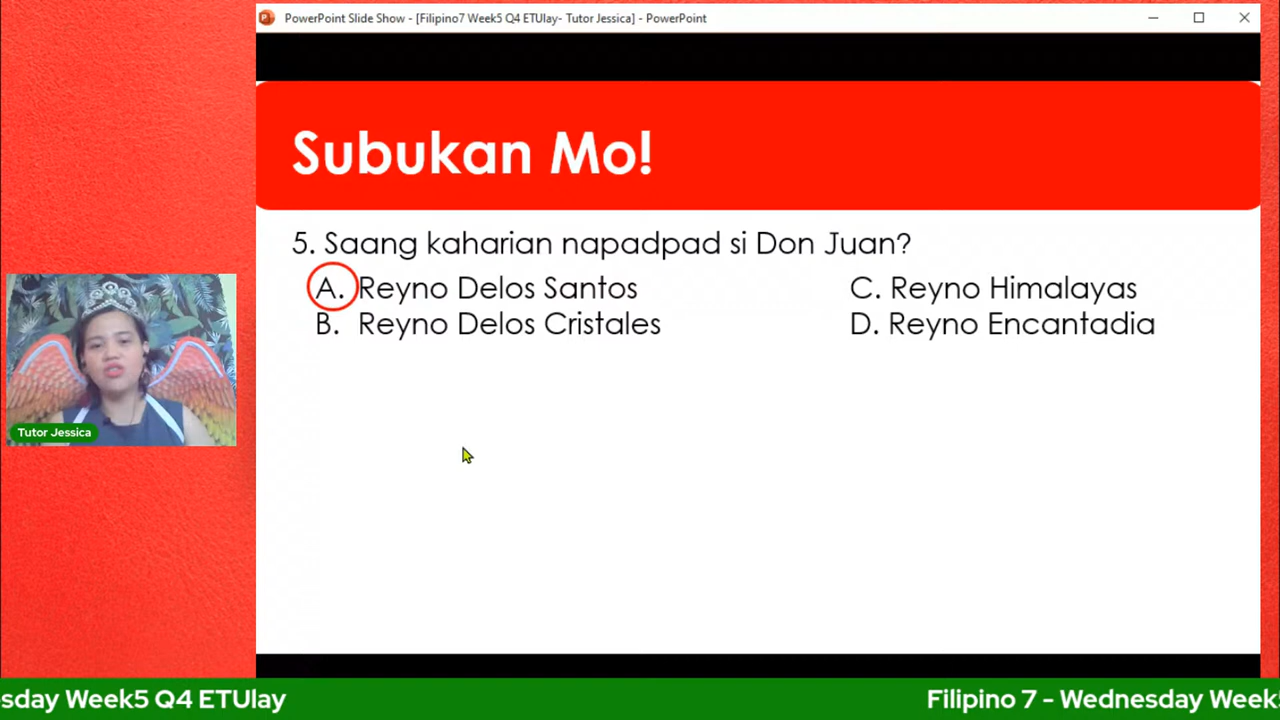 PowerPoint Slide Show - [Filipino7 Week5 Q4 ETUlay- Tutor Jessica] - PowerPoint
Subukan Mo!
5. Saang kaharian napadpad si Don Juan?
A. Reyno Delos Santos
B. Reyno Delos Cristales
C. Reyno Himalayas
D. Reyno Encantadia
Tutor Jessica
sday Week5 Q4 ETUlay
Filipino 7 - Wednesday Week5